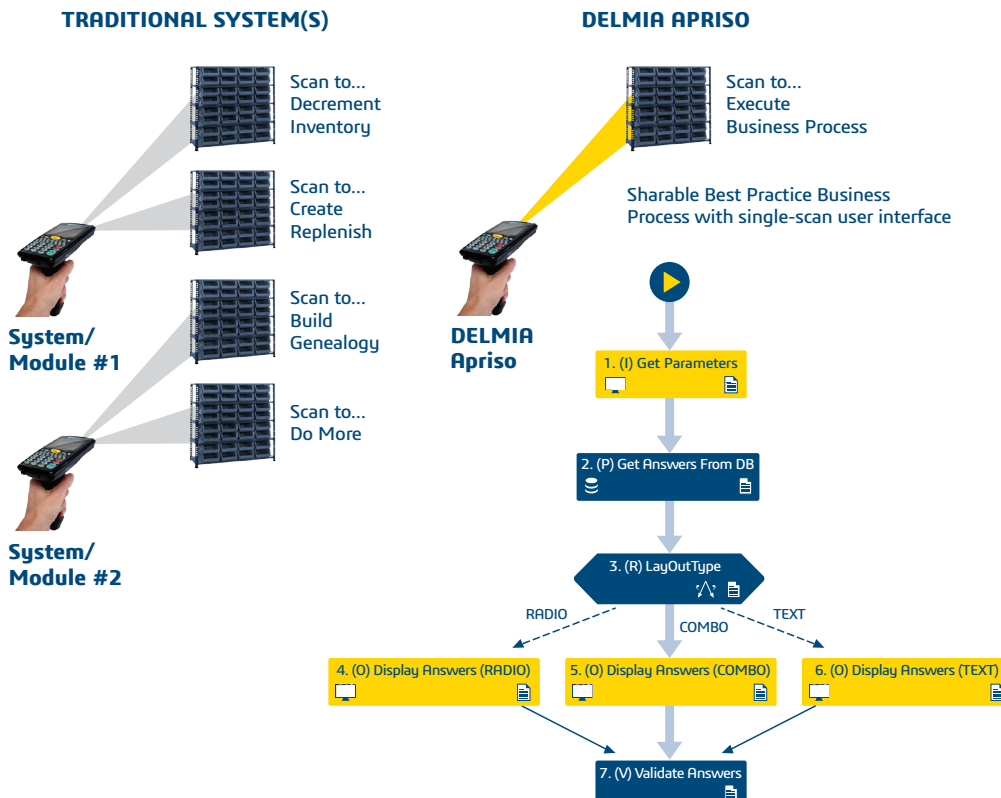 TRADITIONAL SYSTEM(S)
Scan to...
Decrement
Inventory
Scan to...
Create
Replenish
System/
Module #1
Scan to...
Build
Genealogy
Scan to...
Do More
System/
Module #2
DELMIA APRISO
Scan to...
Execute
Business Process
Sharable Best Practice Business
Process with single-scan user interface
DELMIA
Apriso
1. (I) Get Parameters
2. (P) Get Answers From DB
3. (R) LayOutType
RADIO
COMBO
TEXT
4. (O) Display Answers (RADIO)
5. (O) Display Answers (COMBO)
6. (O) Display Answers (TEXT)
7. (V) Validate Answers